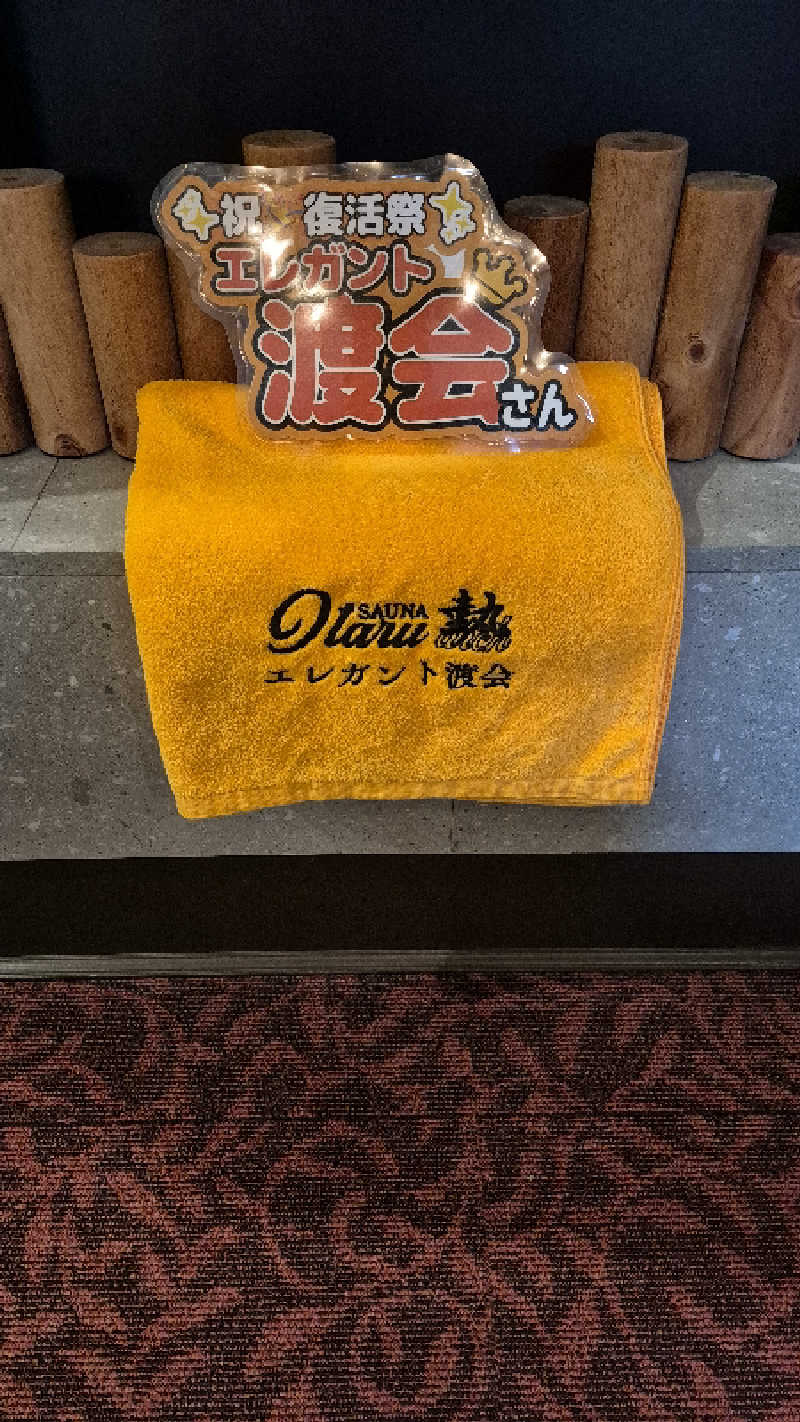 祝 復活祭
エレガント
渡会さん
SAUNA
Otaru 熱
エレガント渡会